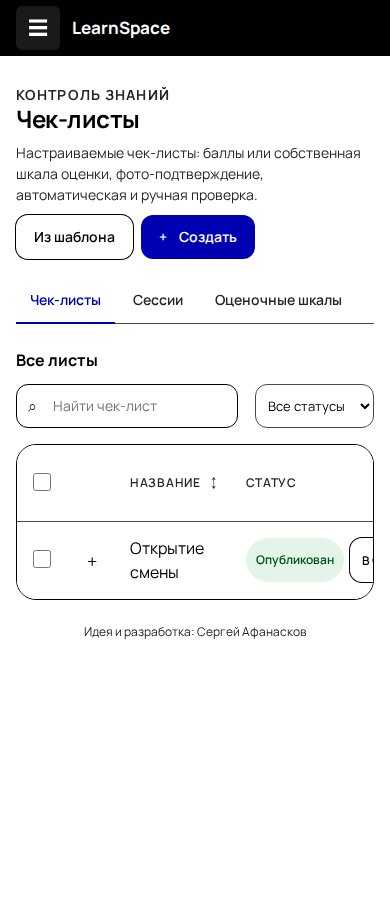 LearnSpace
КОНТРОЛЬ ЗНАНИЙ
Чек-листы
Настраиваемые чек-листы: баллы или собственная
шкала оценки, фото-подтверждение,
автоматическая и ручная проверка.
Из шаблона
+ Создать
Чек-листы Сессии Оценочные шкалы
Все листы
Найти чек-лист
Все статусы
НАЗВАНИЕ ↕ СТАТУС
+ Открытие
смены
Опубликован
Идея и разработка: Сергей Афанасков